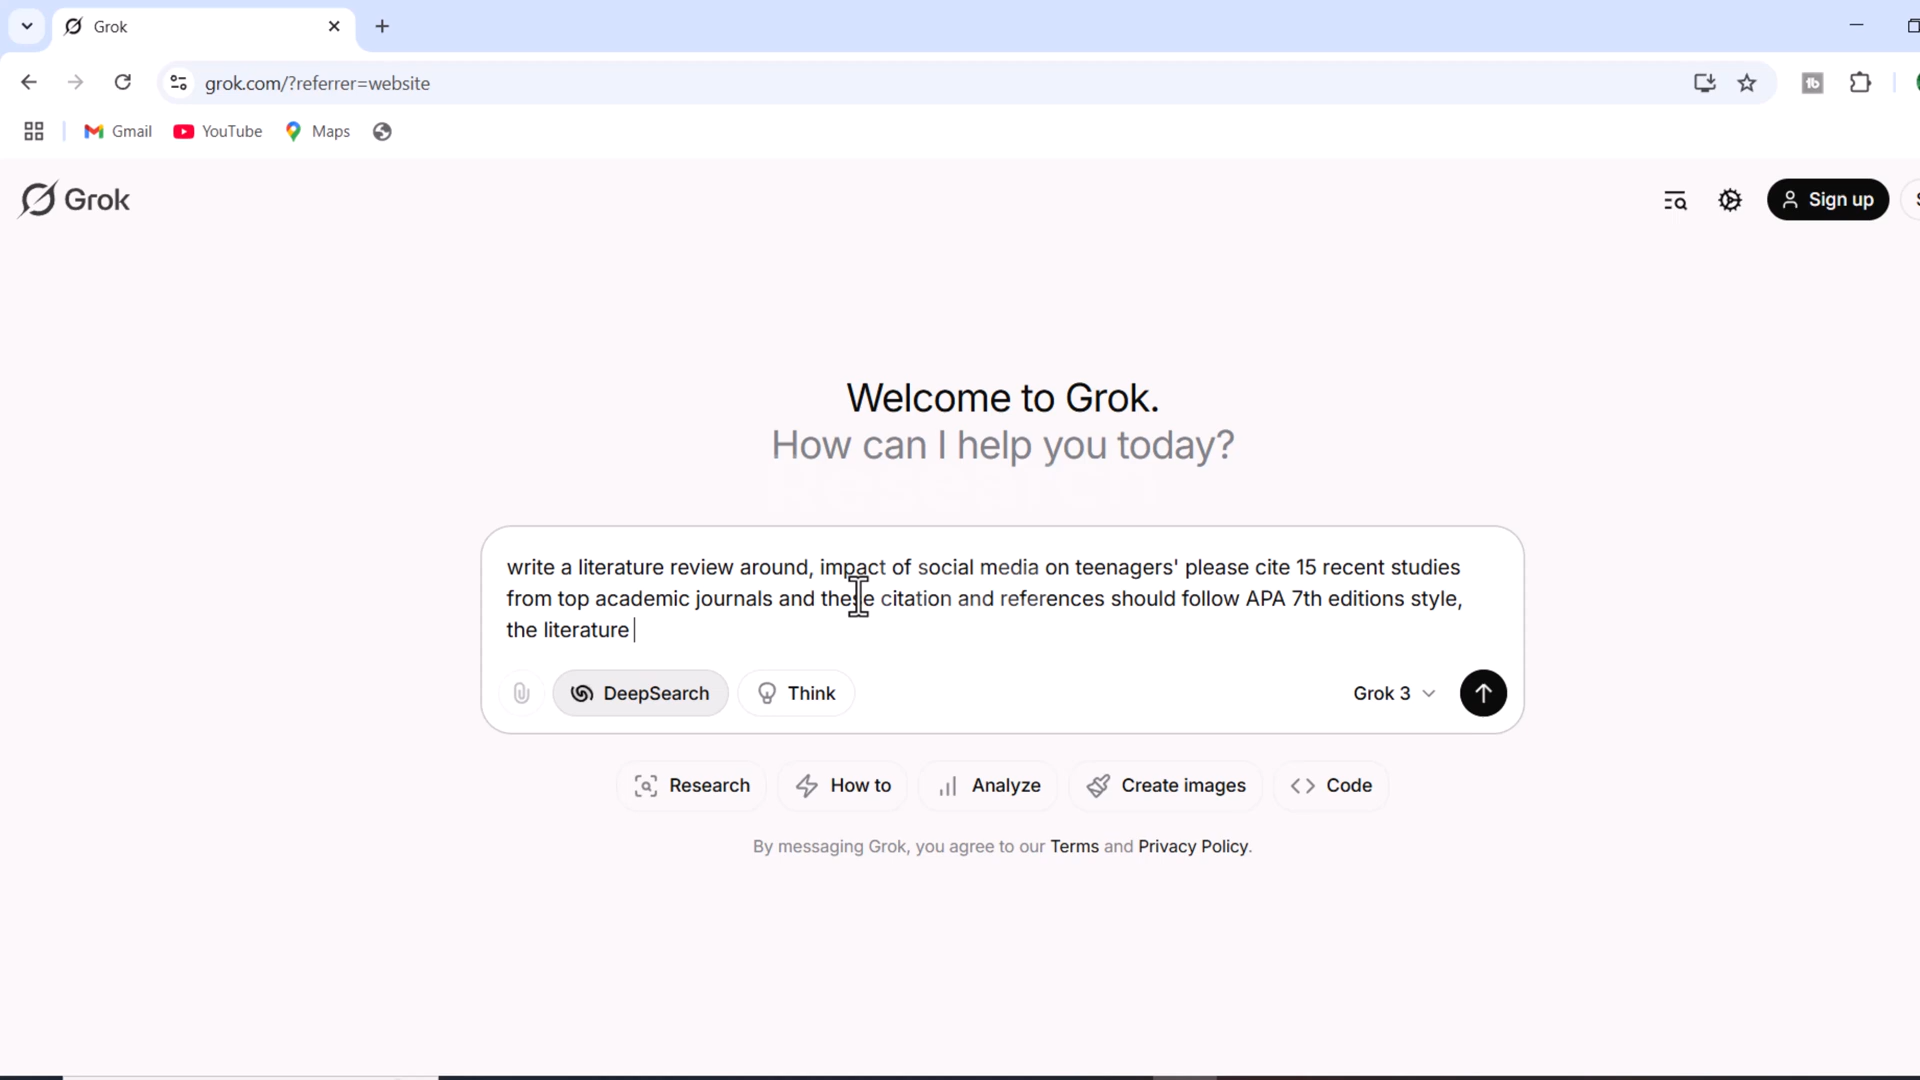 Grok
grok.com/?referrer=website
Gmail
YouTube
Maps
Grok
Sign up
Welcome to Grok.
How can I help you today?
Research
write a literature review around, impact of social media on teenagers' please cite 15 recent studies
from top academic journals and these citation and references should follow APA 7th editions style,
the literature
DeepSearch
Think
Grok 3
Research
How to
Analyze
Create images
Code
By messaging Grok, you agree to our Terms and Privacy Policy.